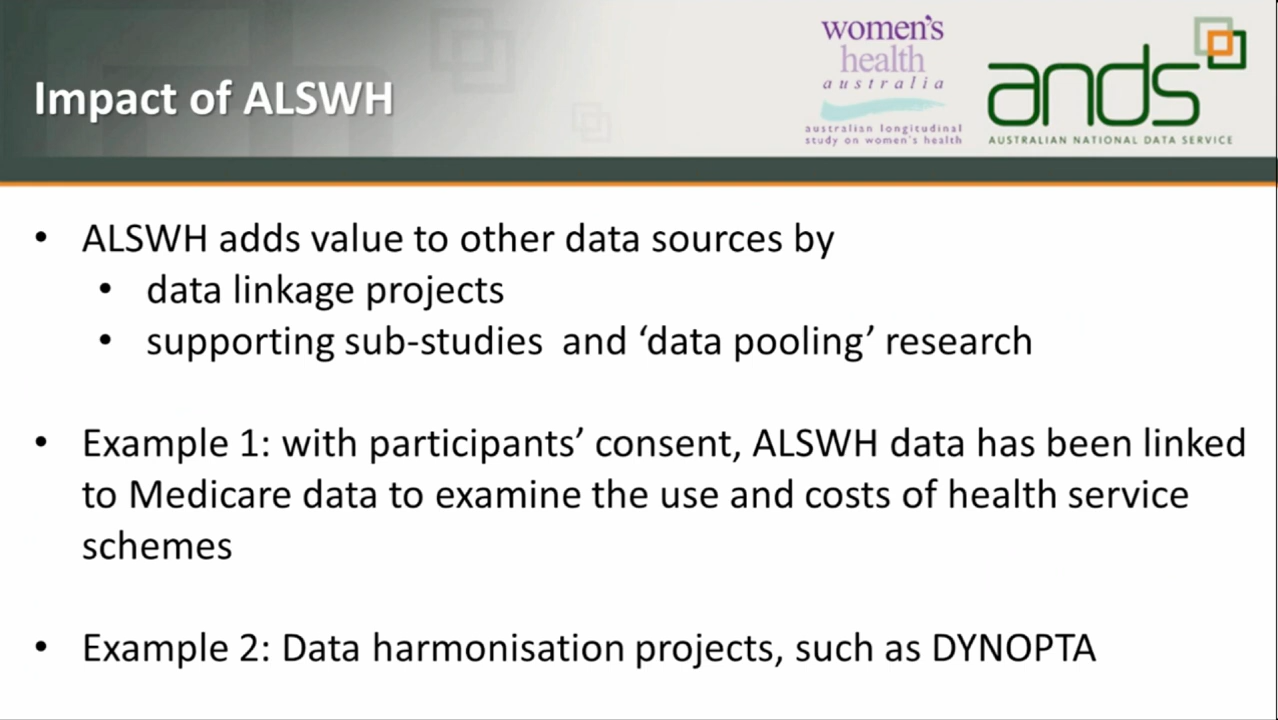 Impact of ALSWH
women's
health
australia
australian longitudinal
study on women's health
ands
AUSTRALIAN NATIONAL DATA SERVICE
• ALSWH adds value to other data sources by
• data linkage projects
• supporting sub-studies and ‘data pooling’ research
• Example 1: with participants’ consent, ALSWH data has been linked
to Medicare data to examine the use and costs of health service
schemes
• Example 2: Data harmonisation projects, such as DYNOPTA